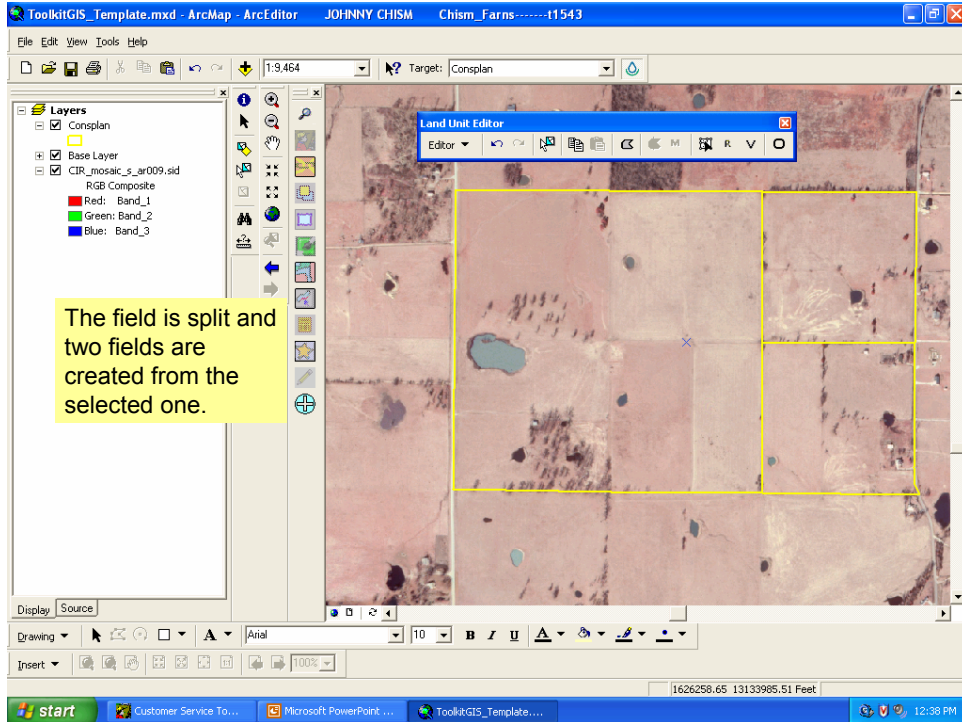 ToolkitGIS_Template.mxd - ArcMap - ArcEditor JOHNNY CHISM Chism_Farns-------t1543
File Edit View Tools Help
1:9,464
Target: Consplan
Layers
Consplan
Base Layer
CIR_mosaic_s_ar009.sid
RGB Composite
Red: Band_1
Green: Band_2
Blue: Band_3
Land Unit Editor
Editor
M R V O
The field is split and
two fields are
created from the
selected one.
Display Source
Drawing A Arial 10 B I U A
Insert 1:1 100%
1626258.65 13133985.51 Feet
start Customer Service To... Microsoft PowerPoint ... ToolkitGIS_Template.... 12:38 PM